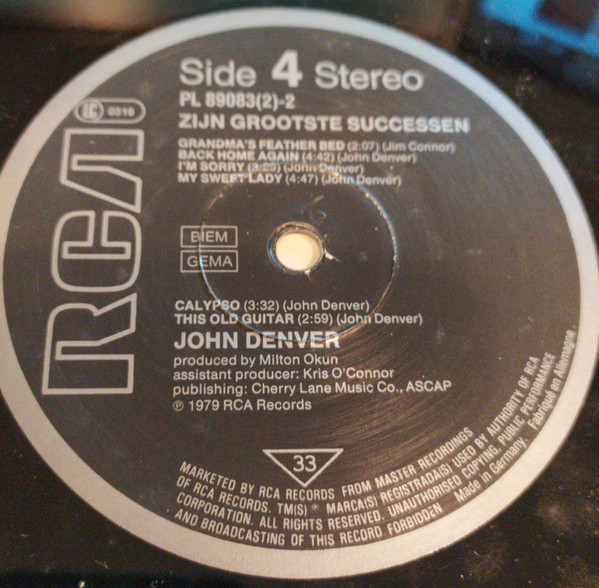 Side 4 Stereo
PL 89083(2)-2
ZIJN GROOTSTE SUCCESSEN
0316
GRANDMA'S FEATHER BED (2:07) (Jim Connor)
BACK HOME AGAIN (4:42) (John Denver)
I'M SORRY (3:29) (John Denver)
MY SWEET LADY (4:47) (John Denver)
RCA
BIEM
GEMA
CALYPSO (3:32) (John Denver)
THIS OLD GUITAR (2:59) (John Denver)
JOHN DENVER
produced by Milton Okun
assistant producer: Kris O'Connor
publishing: Cherry Lane Music Co., ASCAP
℗ 1979 RCA Records
33
MARKETED BY RCA RECORDS FROM MASTER RECORDINGS
OF RCA RECORDS. TM(S) ® MARCA(S) REGISTRADA(S) USED BY AUTHORITY OF RCA
CORPORATION. ALL RIGHTS RESERVED. UNAUTHORISED COPYING, PUBLIC PERFORMANCE
AND BROADCASTING OF THIS RECORD FORBIDDEN Made in Germany. Fabriqué en Allemagne.